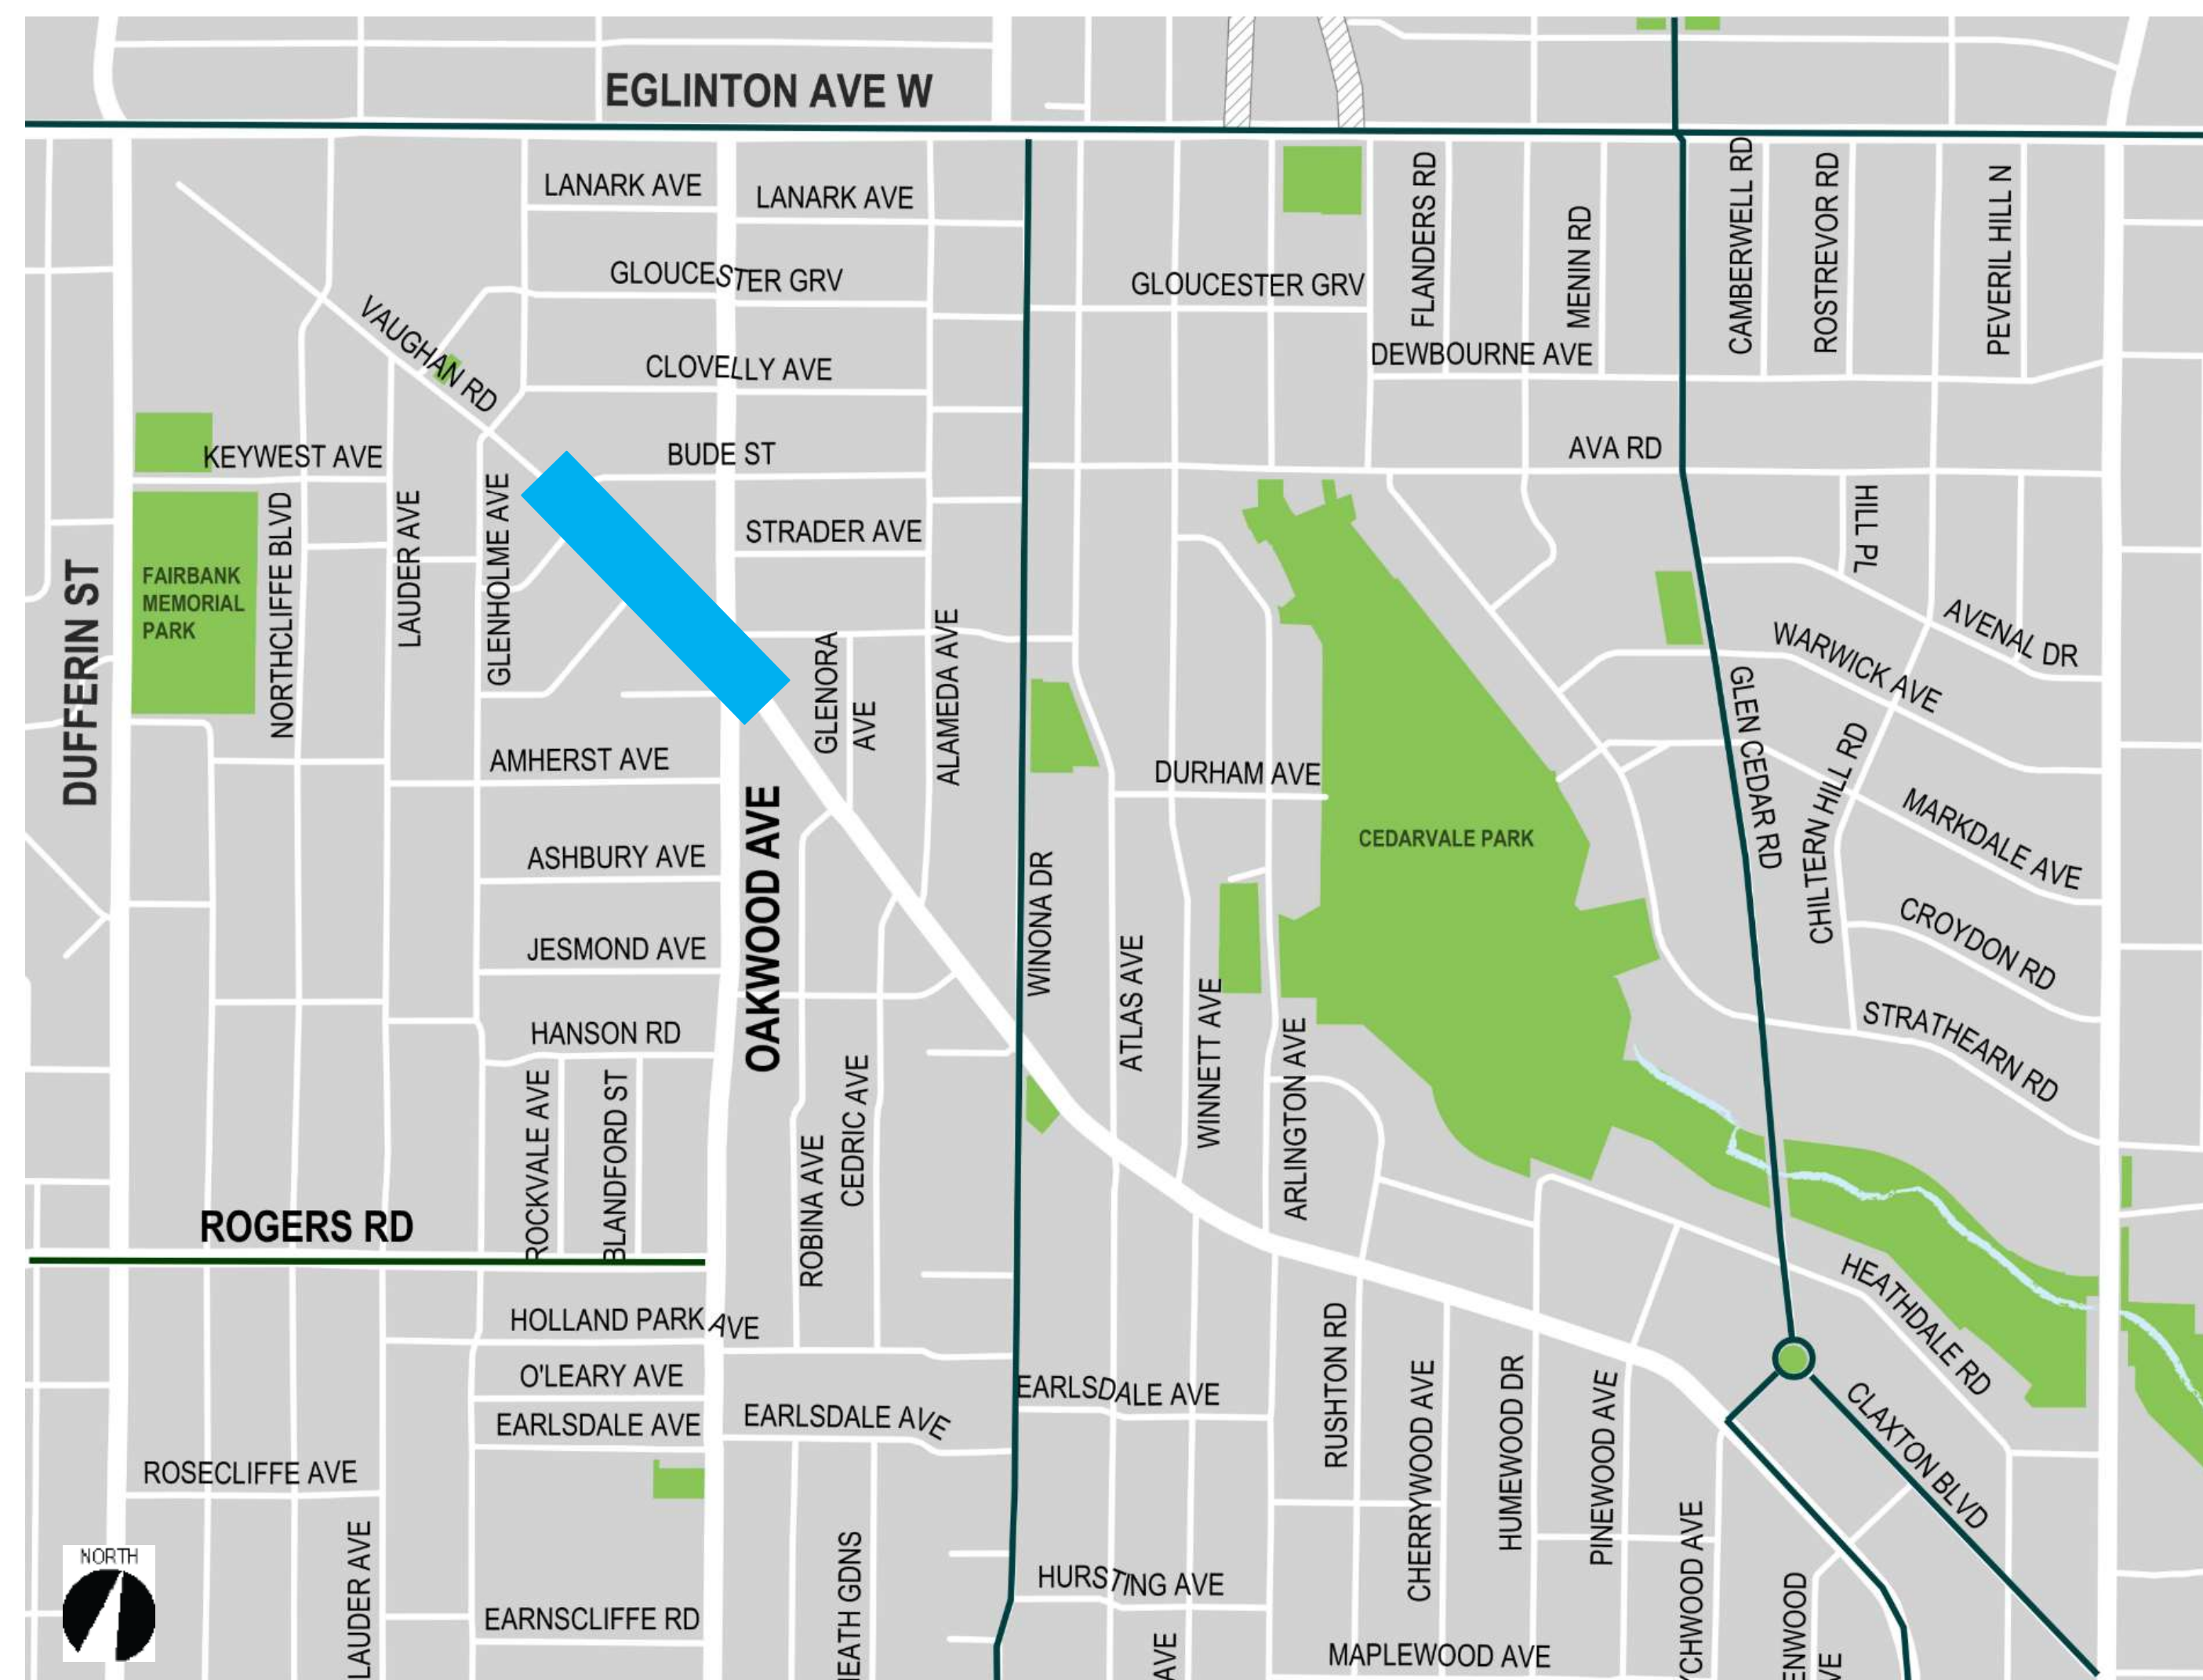 EGLINTON AVE W
LANARK AVE
LANARK AVE
GLOUCESTER GRV
GLOUCESTER GRV
VAUGHAN RD
CLOVELLY AVE
FLANDERS RD
MENIN RD
CAMBERWELL RD
ROSTREVOR RD
PEVERIL HILL N
DEWBOURNE AVE
KEYWEST AVE
BUDE ST
AVA RD
STRADER AVE
HILL PL
DUFFERIN ST
FAIRBANK
MEMORIAL
PARK
NORTHCLIFFE BLVD
LAUDER AVE
GLENHOLME AVE
GLENORA
AVE
ALAMEDA AVE
AVENAL DR
WARWICK AVE
GLEN CEDAR RD
CHILTERN HILL RD
MARKDALE AVE
AMHERST AVE
DURHAM AVE
CEDARVALE PARK
ASHBURY AVE
OAKWOOD AVE
WINONA DR
JESMOND AVE
ATLAS AVE
WINNETT AVE
ARLINGTON AVE
CROYDON RD
STRATHEARN RD
HANSON RD
ROCKVALE AVE
BLANDFORD ST
ROBINA AVE
CEDRIC AVE
ROGERS RD
HEATHDALE RD
HOLLAND PARK AVE
O'LEARY AVE
EARLSDALE AVE
EARLSDALE AVE
EARLSDALE AVE
RUSHTON RD
CHERRYWOOD AVE
HUMEWOOD DR
PINEWOOD AVE
CLAXTON BLVD
ROSECLIFFE AVE
NORTH
LAUDER AVE
EARNSCLIFFE RD
HEATH GDNS
HURSTING AVE
AVE
MAPLEWOOD AVE
YCHWOOD AVE
ENWOOD
VE